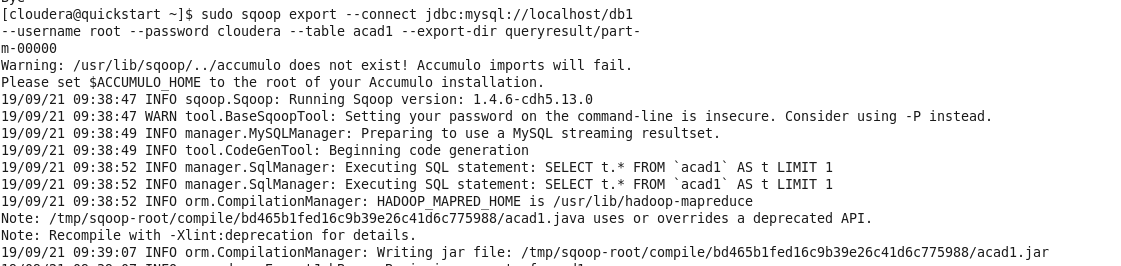 [cloudera@quickstart ~]$ sudo sqoop export --connect jdbc:mysql://localhost/db1
--username root --password cloudera --table acad1 --export-dir queryresult/part-
m-00000
Warning: /usr/lib/sqoop/../accumulo does not exist! Accumulo imports will fail.
Please set $ACCUMULO_HOME to the root of your Accumulo installation.
19/09/21 09:38:47 INFO sqoop.Sqoop: Running Sqoop version: 1.4.6-cdh5.13.0
19/09/21 09:38:47 WARN tool.BaseSqoopTool: Setting your password on the command-line is insecure. Consider using -P instead.
19/09/21 09:38:49 INFO manager.MySQLManager: Preparing to use a MySQL streaming resultset.
19/09/21 09:38:49 INFO tool.CodeGenTool: Beginning code generation
19/09/21 09:38:52 INFO manager.SqlManager: Executing SQL statement: SELECT t.* FROM `acad1` AS t LIMIT 1
19/09/21 09:38:52 INFO manager.SqlManager: Executing SQL statement: SELECT t.* FROM `acad1` AS t LIMIT 1
19/09/21 09:38:52 INFO orm.CompilationManager: HADOOP_MAPRED_HOME is /usr/lib/hadoop-mapreduce
Note: /tmp/sqoop-root/compile/bd465b1fed16c9b39e26c41d6c775988/acad1.java uses or overrides a deprecated API.
Note: Recompile with -Xlint:deprecation for details.
19/09/21 09:39:07 INFO orm.CompilationManager: Writing jar file: /tmp/sqoop-root/compile/bd465b1fed16c9b39e26c41d6c775988/acad1.jar